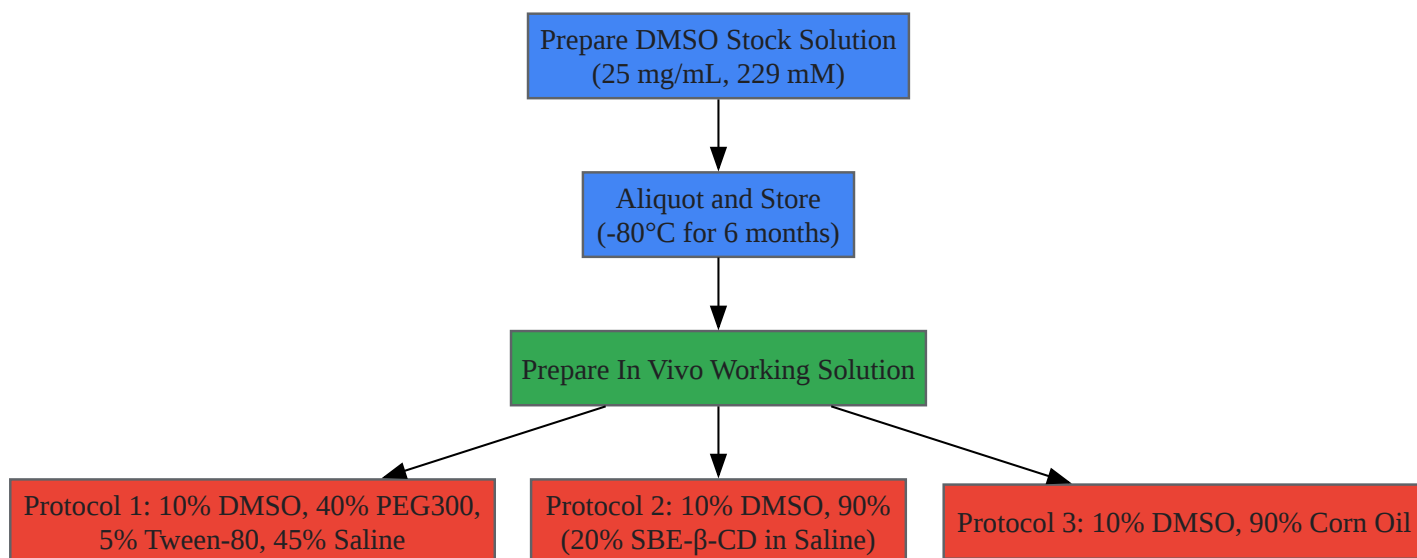 Prepare DMSO Stock Solution
(25 mg/mL, 229 mM)
Aliquot and Store
(-80°C for 6 months)
Prepare In Vivo Working Solution
Protocol 1: 10% DMSO, 40% PEG300,
5% Tween-80, 45% Saline
Protocol 2: 10% DMSO, 90%
(20% SBE-β-CD in Saline)
Protocol 3: 10% DMSO, 90% Corn Oil